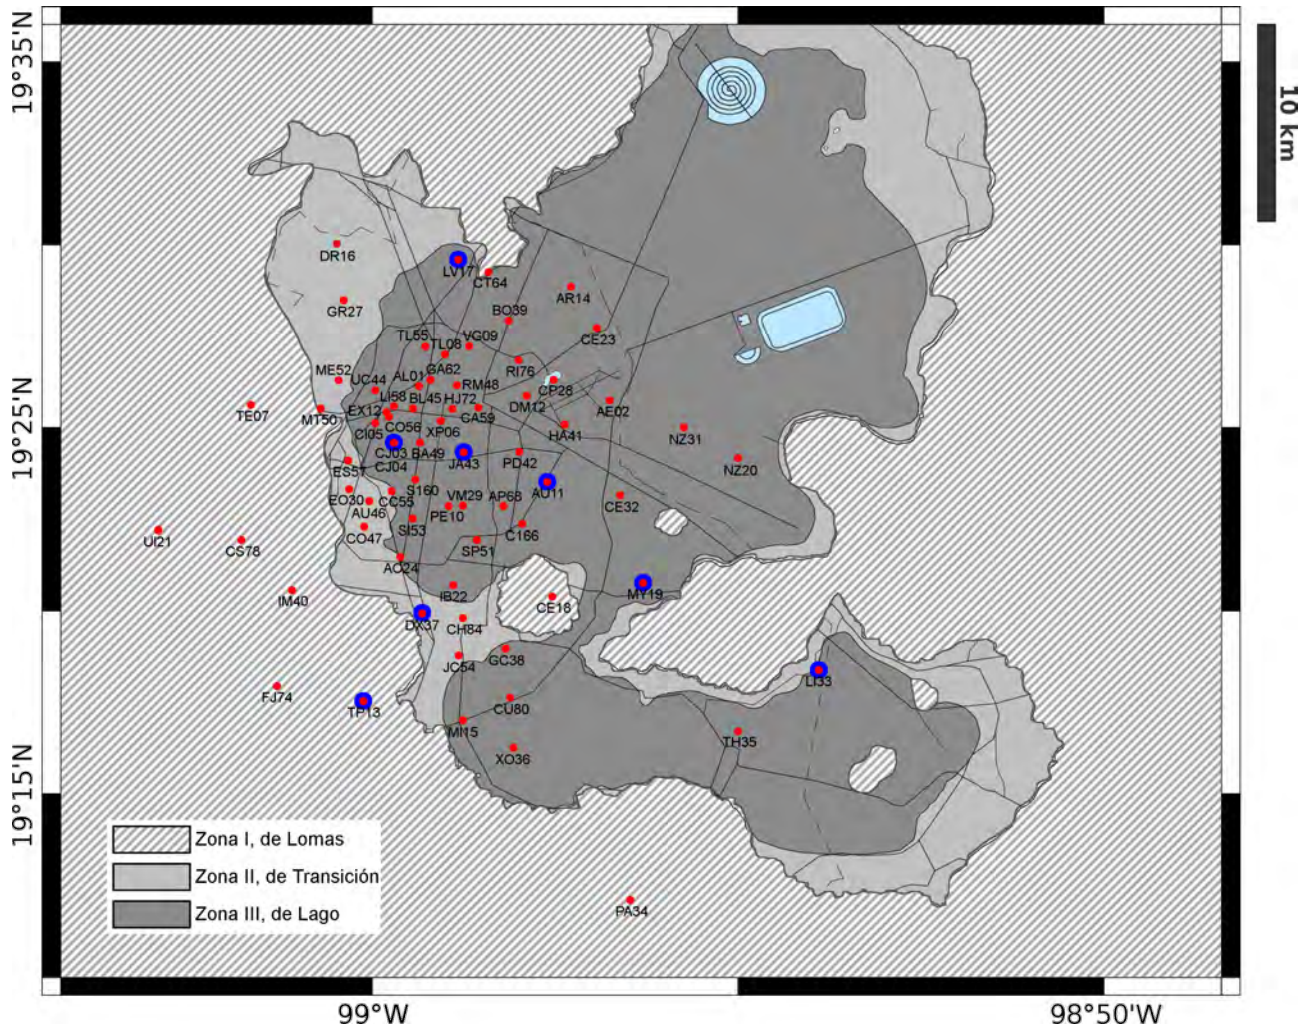 19°35'N
10 km
DR16
LV17
CT64
AR14
GR27
BO39
CE23
TL55
TL08
VG09
RI76
ME52
UC44
AL01
GA62
RM48
CP28
TE07
MT50
LI58
BL45
HJ72
DM12
AE02
EX12
CA59
19°25'N
CI05
CO56
XP06
HA41
NZ31
CJ03
BA49
JA43
PD42
CJ04
ES57
NZ20
EO30
CC55
S160
VM29
AP68
AU11
CE32
AU46
PE10
UI21
CS78
CO47
SI53
C166
SP51
AO24
IM40
IB22
CE18
MY19
DX37
CH84
JC54
GC38
LI33
FJ74
TP13
CU80
MI15
TH35
XO36
19°15'N
Zona I, de Lomas
Zona II, de Transición
Zona III, de Lago
PA34
99°W
98°50'W